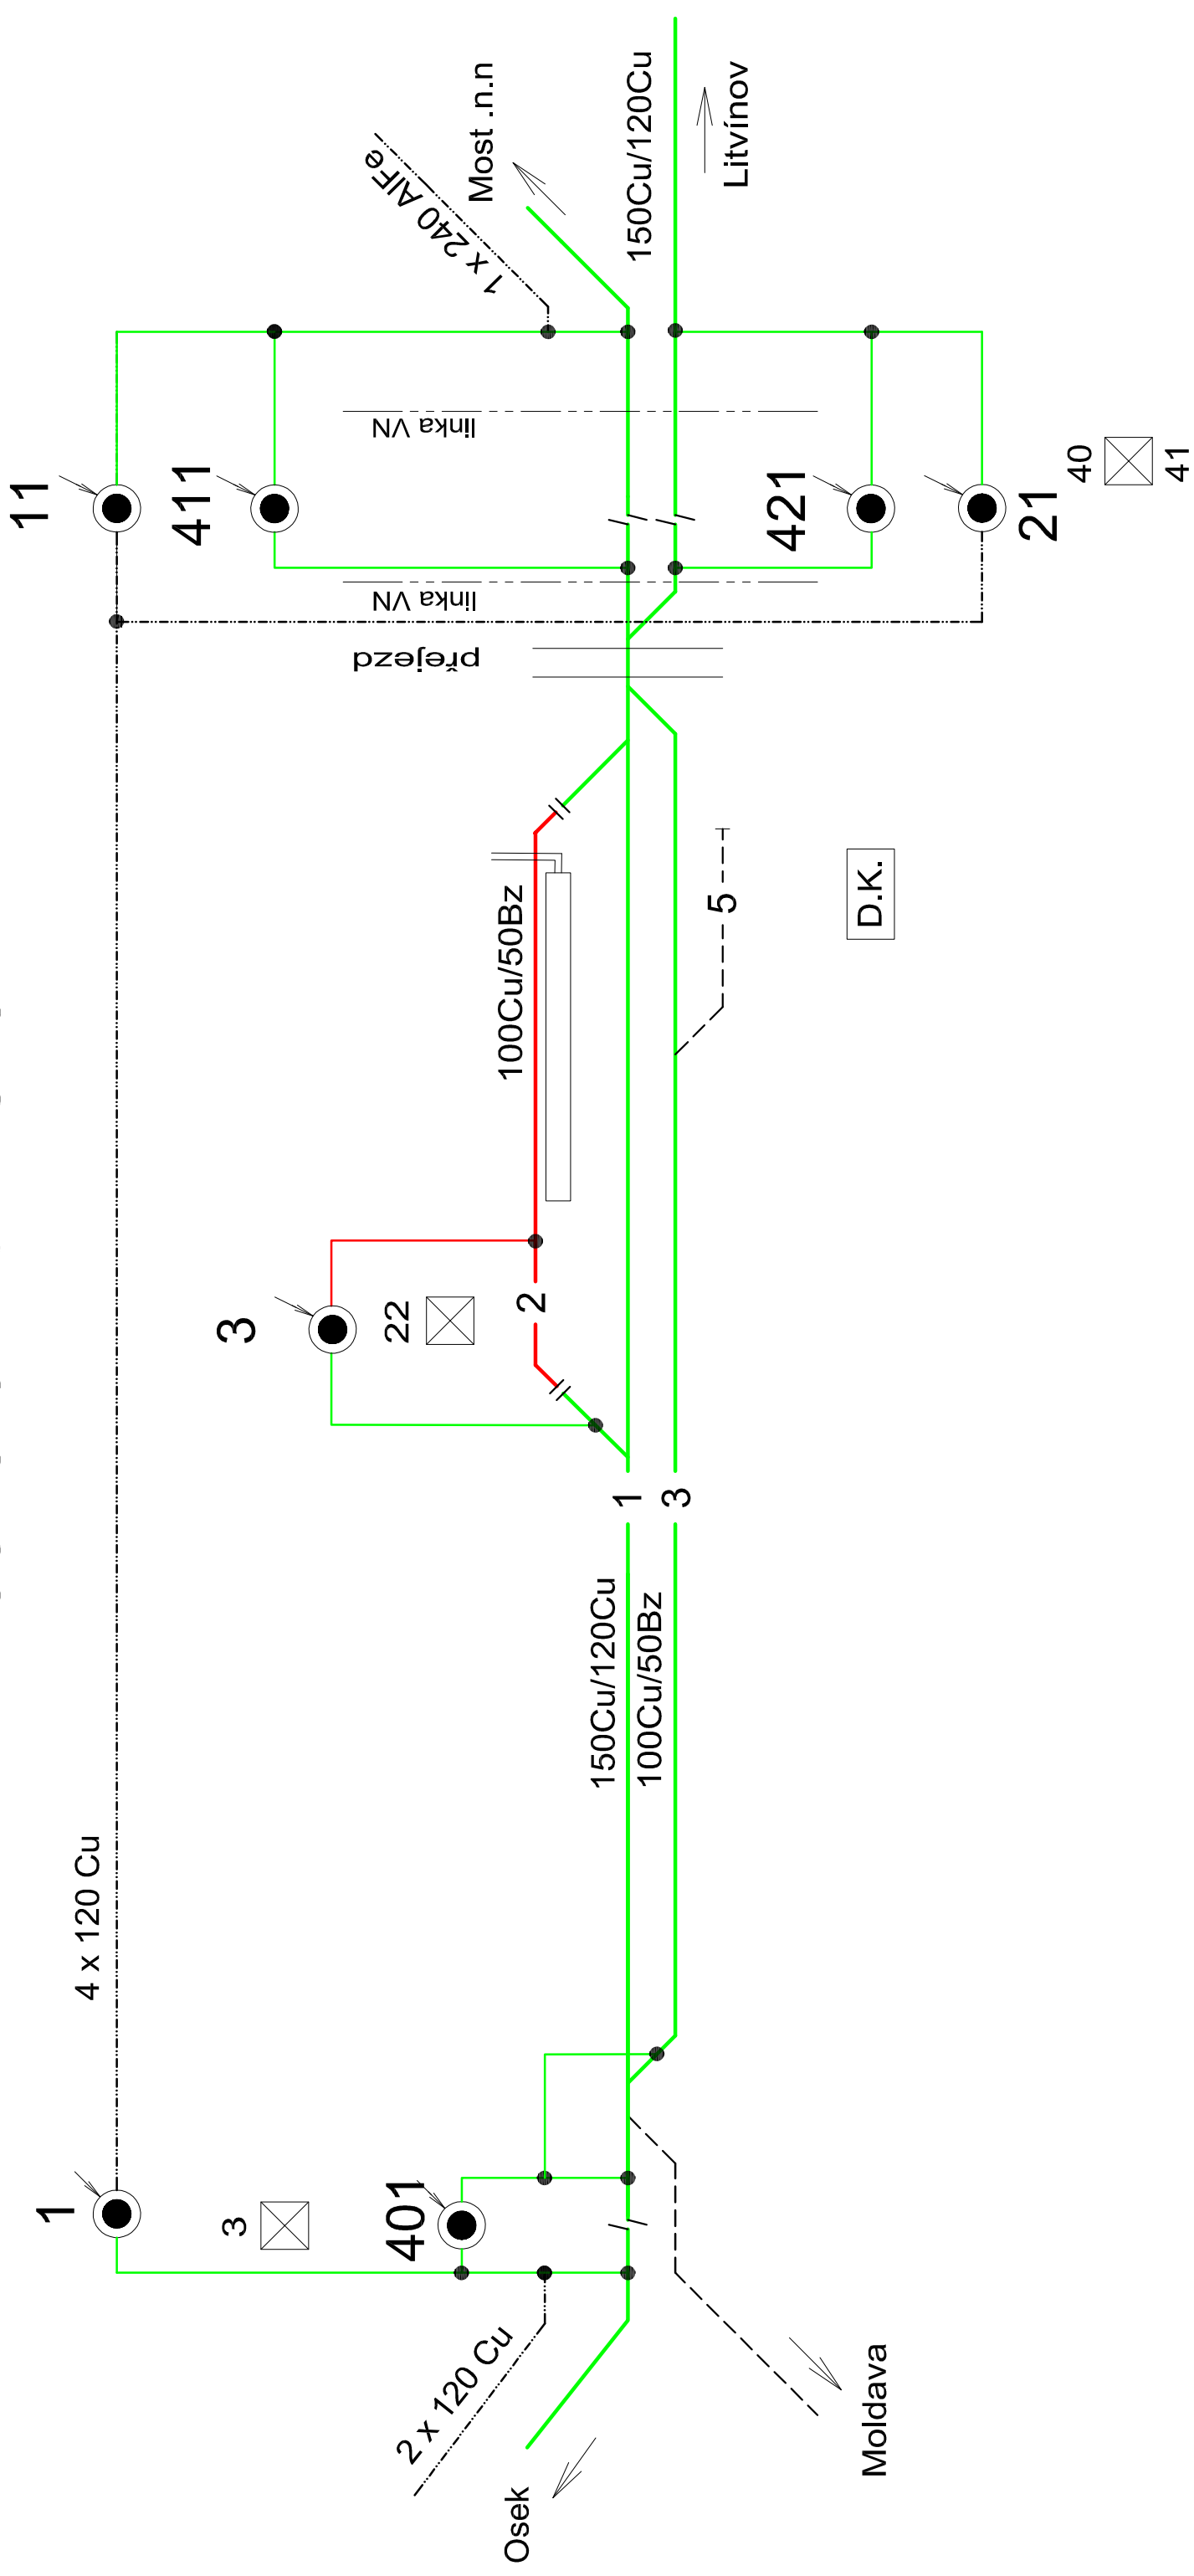 11
411
421
21
40
41
Most .n.n
1 x 240 AlFe
150Cu/120Cu
Litvínov
linka VN
linka VN
přejezd
100Cu/50Bz
5
D.K.
3
22
2
1
3
150Cu/120Cu
100Cu/50Bz
4 x 120 Cu
1
3
401
2 x 120 Cu
Osek
Moldava